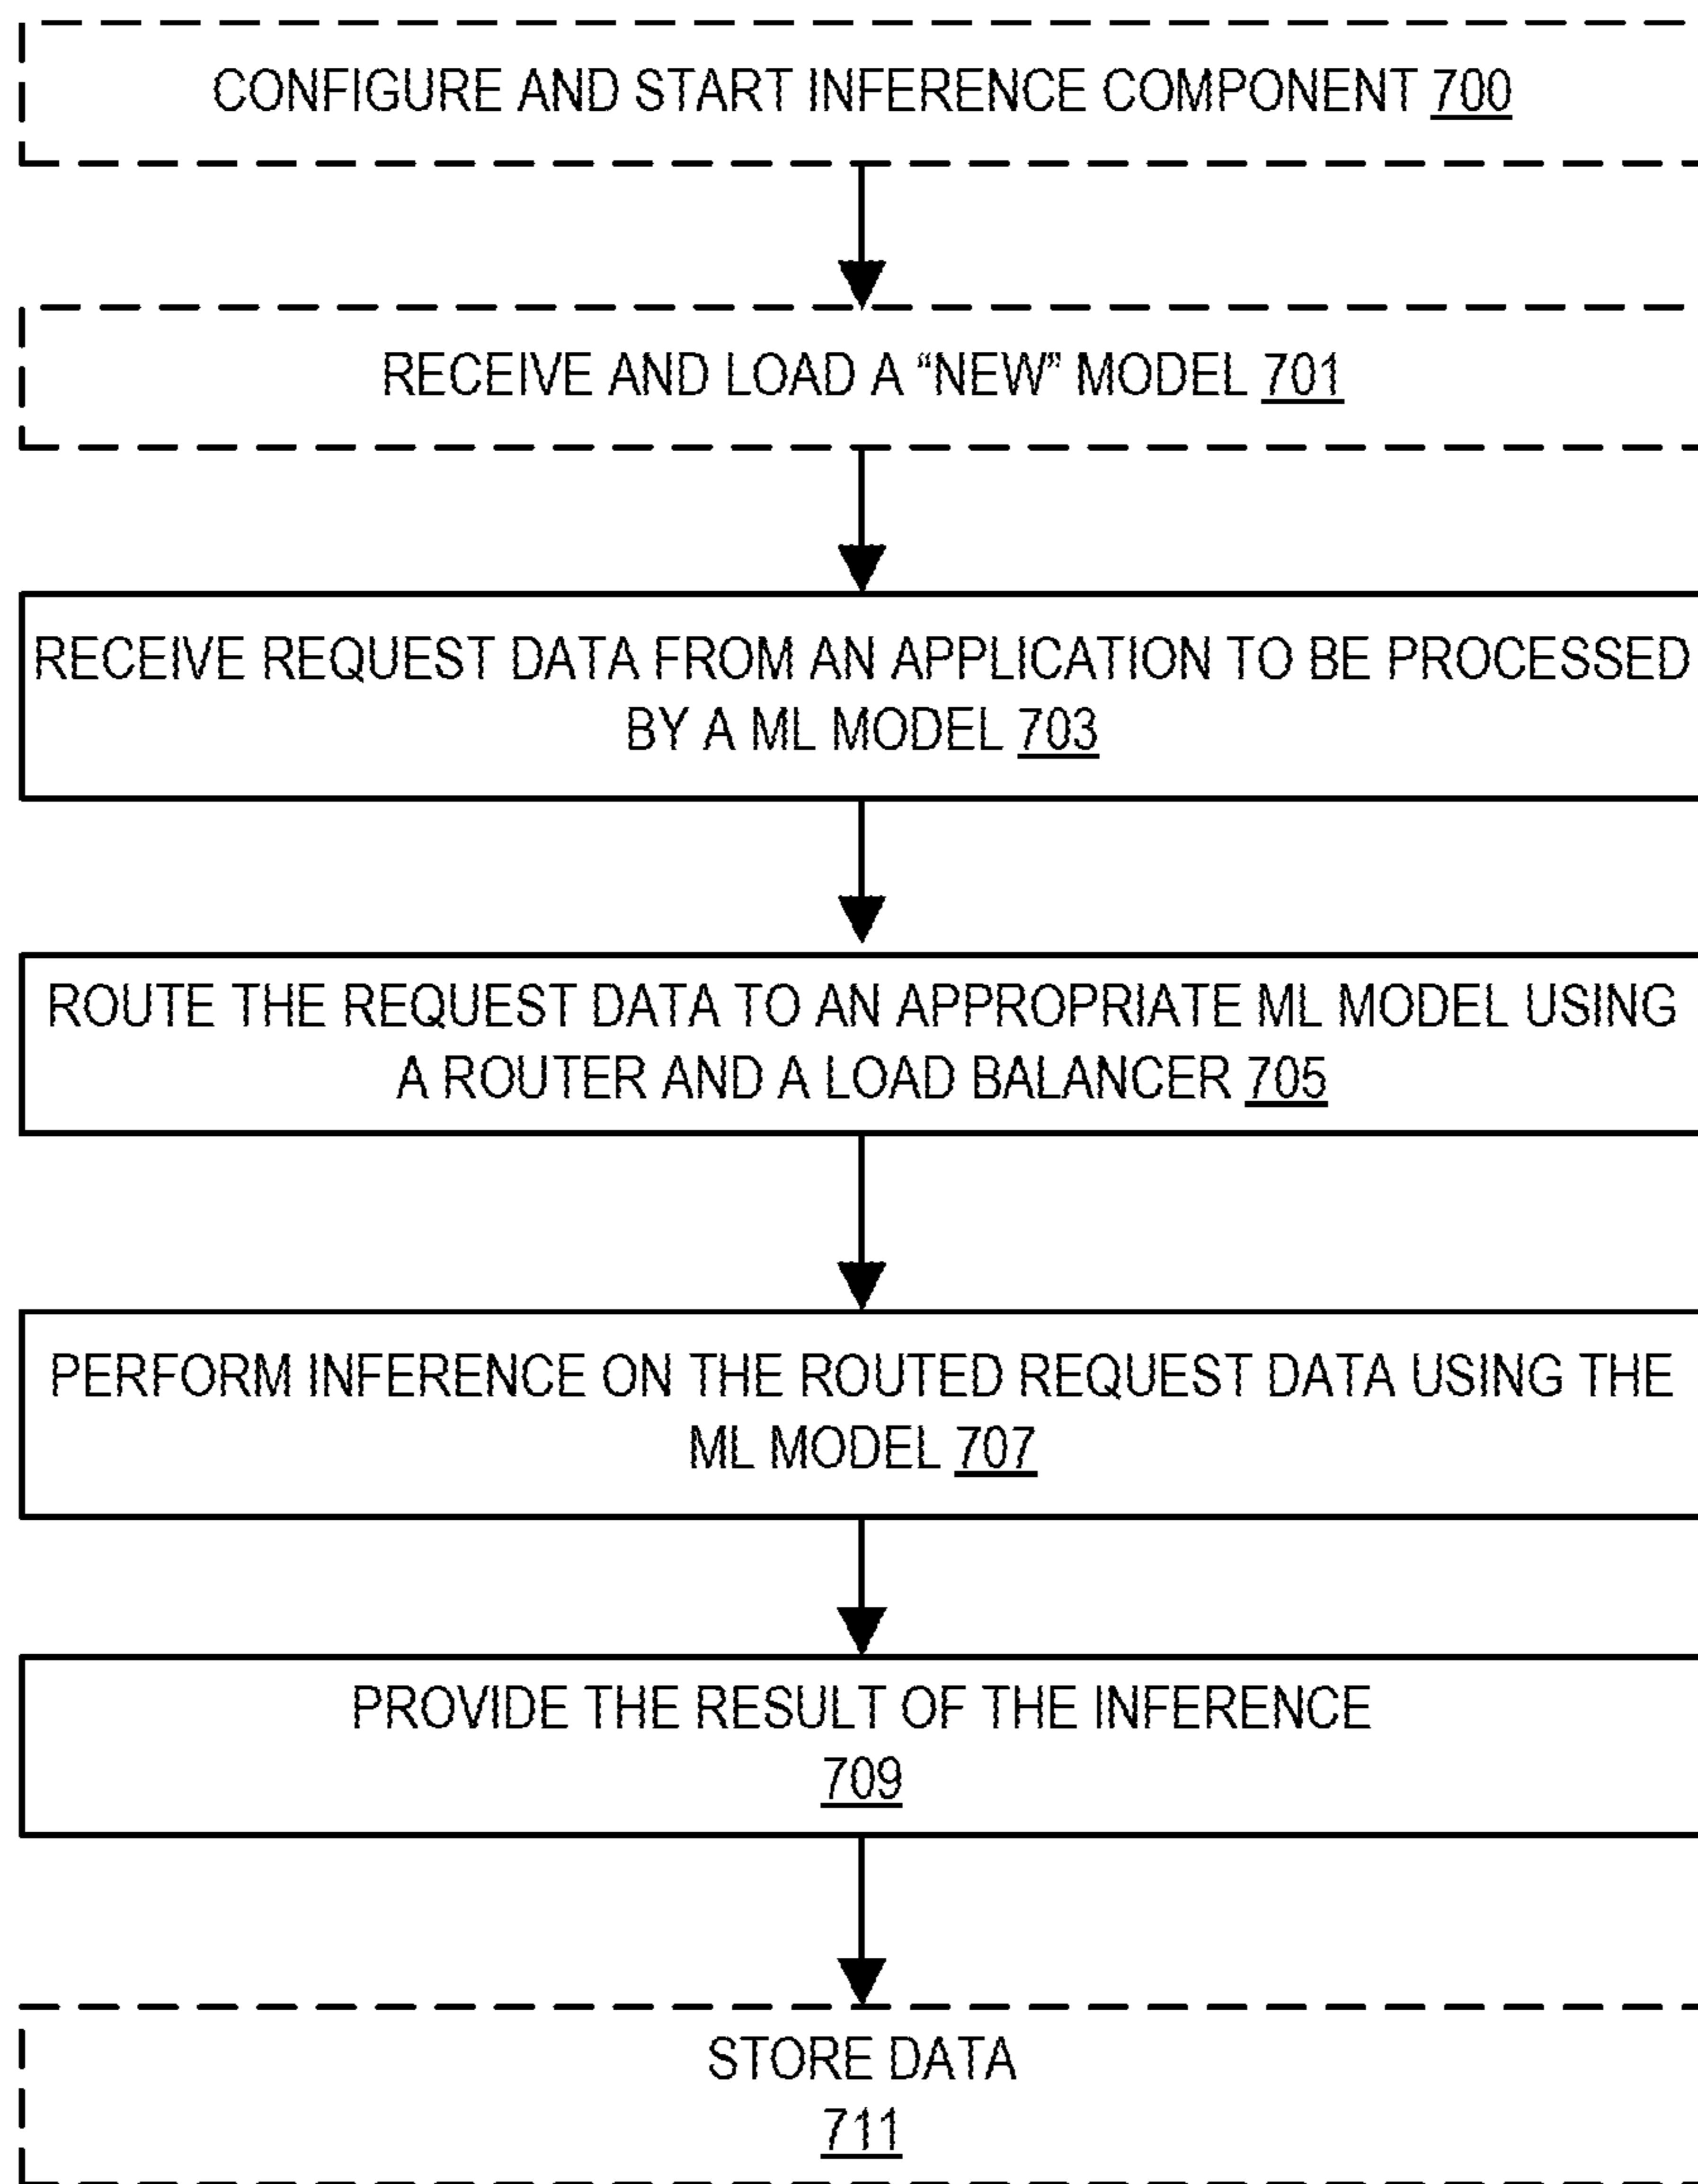 CONFIGURE AND START INFERENCE COMPONENT 700
RECEIVE AND LOAD A “NEW” MODEL 701
RECEIVE REQUEST DATA FROM AN APPLICATION TO BE PROCESSED
BY A ML MODEL 703
ROUTE THE REQUEST DATA TO AN APPROPRIATE ML MODEL USING
A ROUTER AND A LOAD BALANCER 705
PERFORM INFERENCE ON THE ROUTED REQUEST DATA USING THE
ML MODEL 707
PROVIDE THE RESULT OF THE INFERENCE
709
STORE DATA
711